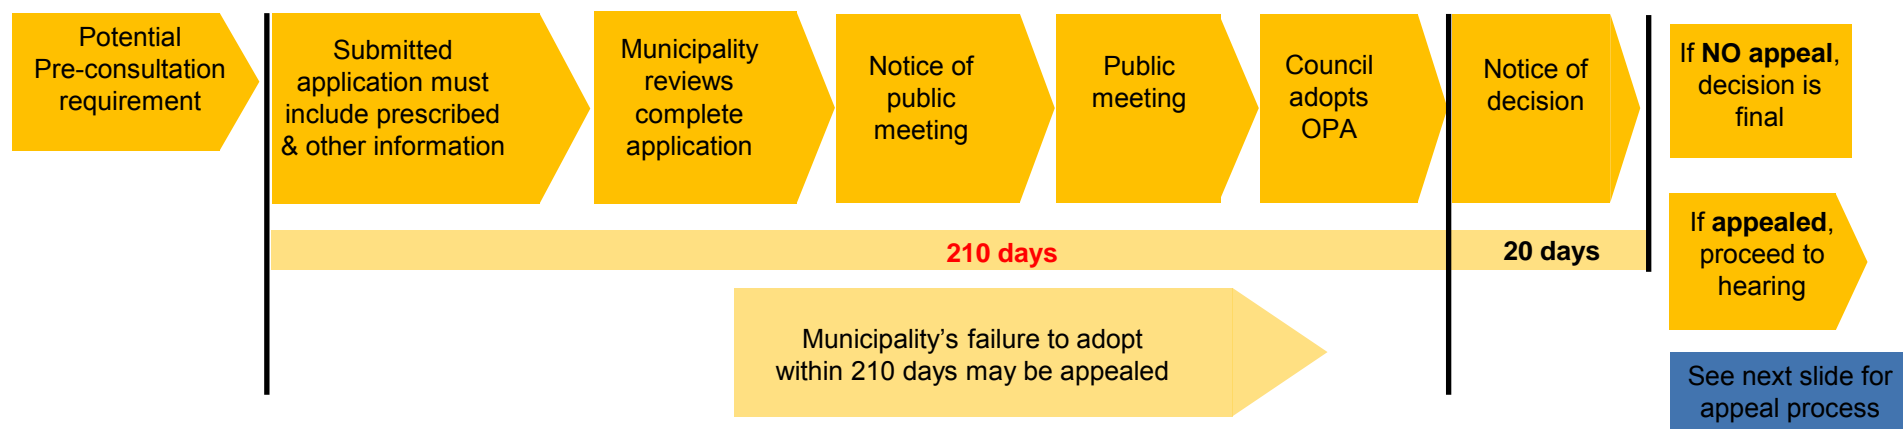 Potential
Pre-consultation
requirement
Submitted
application must
include prescribed
& other information
Municipality
reviews
complete
application
Notice of
public
meeting
Public
meeting
Council
adopts
OPA
Notice of
decision
If NO appeal,
decision is
final
210 days
20 days
If appealed,
proceed to
hearing
Municipality’s failure to adopt
within 210 days may be appealed
See next slide for
appeal process